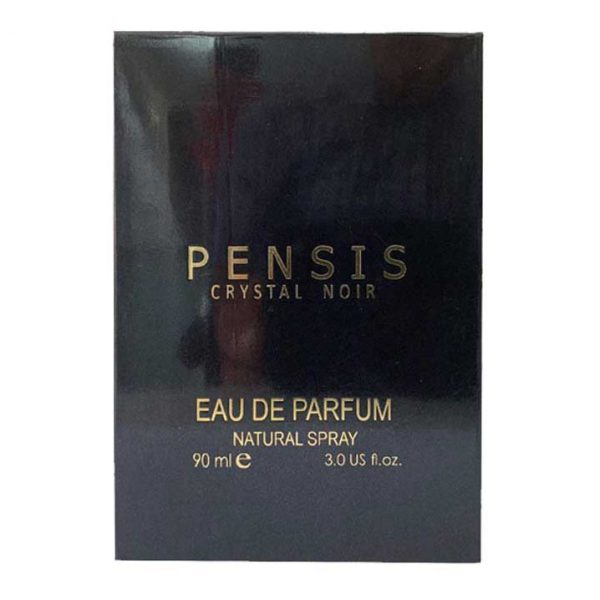 PENSIS
CRYSTAL NOIR
EAU DE PARFUM
NATURAL SPRAY
90 ml ℮ 3.0 US fl.oz.